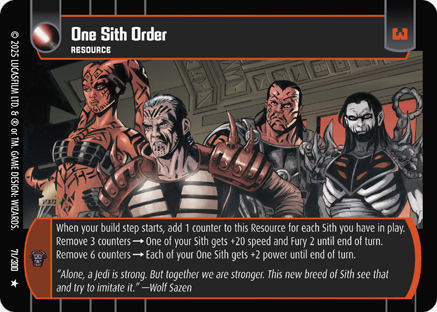 One Sith Order
RESOURCE
When your build step starts, add 1 counter to this Resource for each Sith you have in play.
Remove 3 counters → One of your Sith gets +20 speed and Fury 2 until end of turn.
Remove 6 counters → Each of your One Sith gets +2 power until end of turn.
"Alone, a Jedi is strong. But together we are stronger. This new breed of Sith see that
and try to imitate it." —Wolf Sazen
© 2025 LUCASFILM LTD. & ® or TM. GAME DESIGN: WIZARDS.
71/300